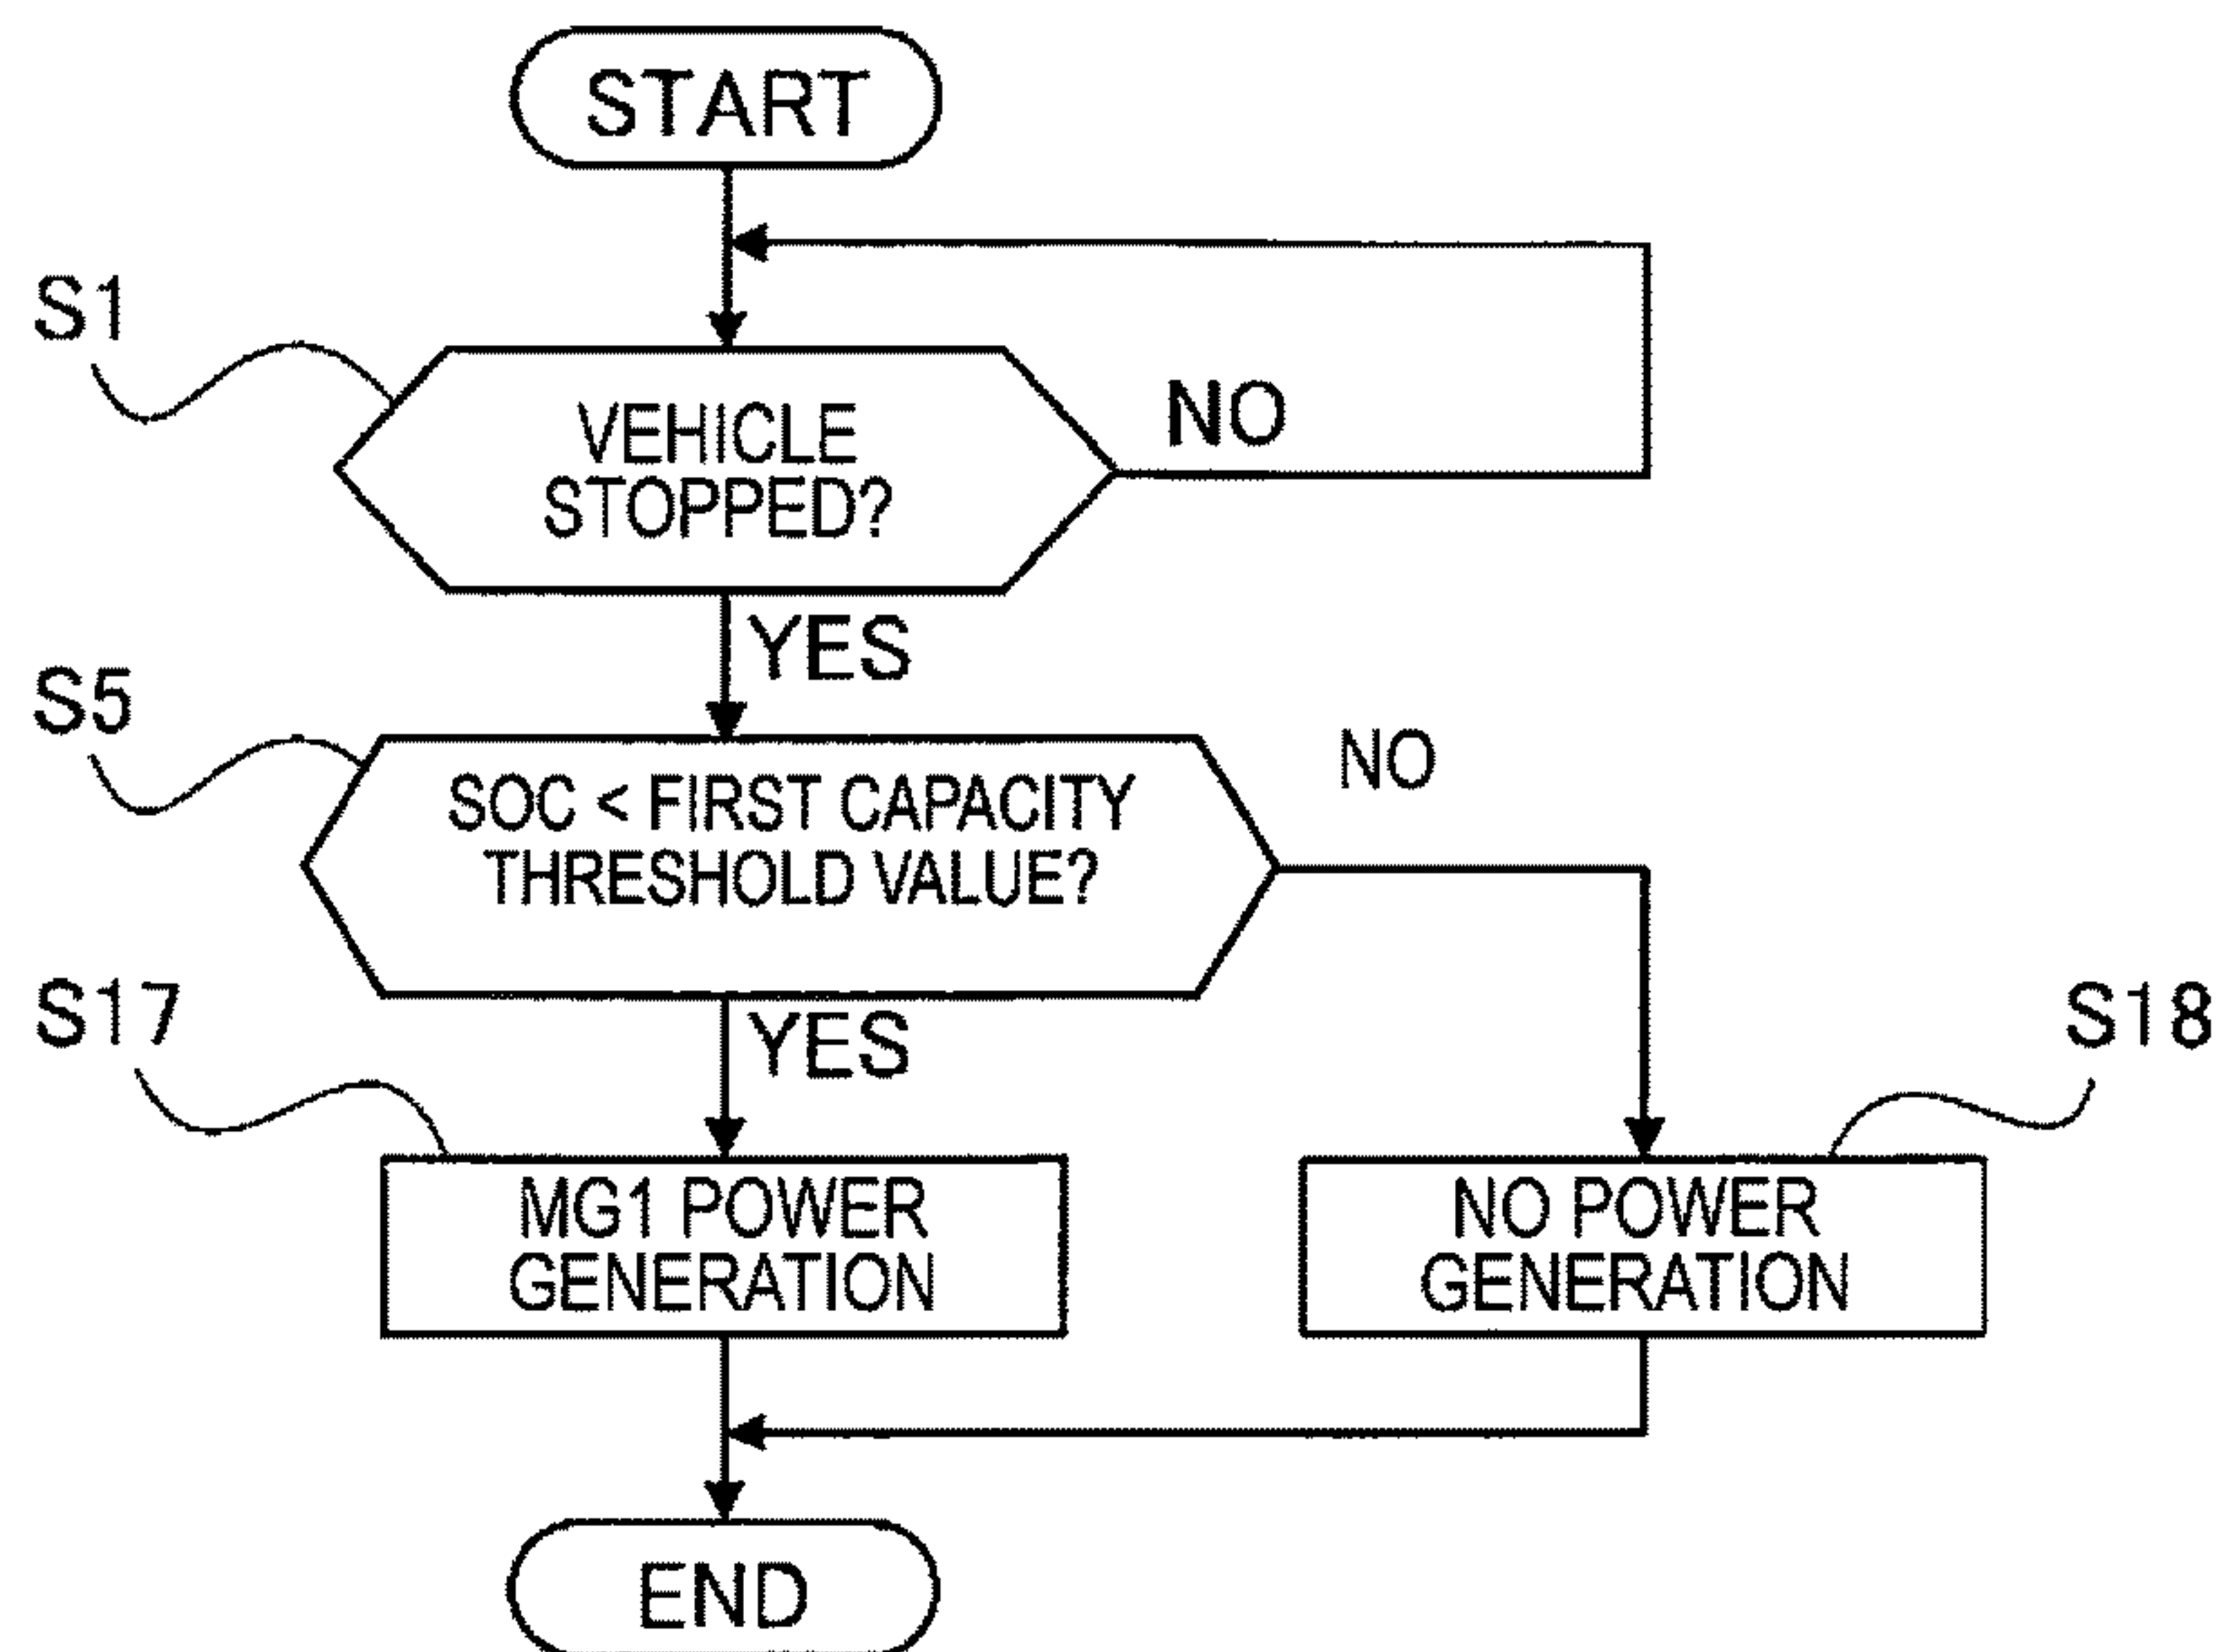 START
S1
VEHICLE
STOPPED?
NO
YES
S5
SOC < FIRST CAPACITY
THRESHOLD VALUE?
NO
YES
S17
MG1 POWER
GENERATION
S18
NO POWER
GENERATION
END